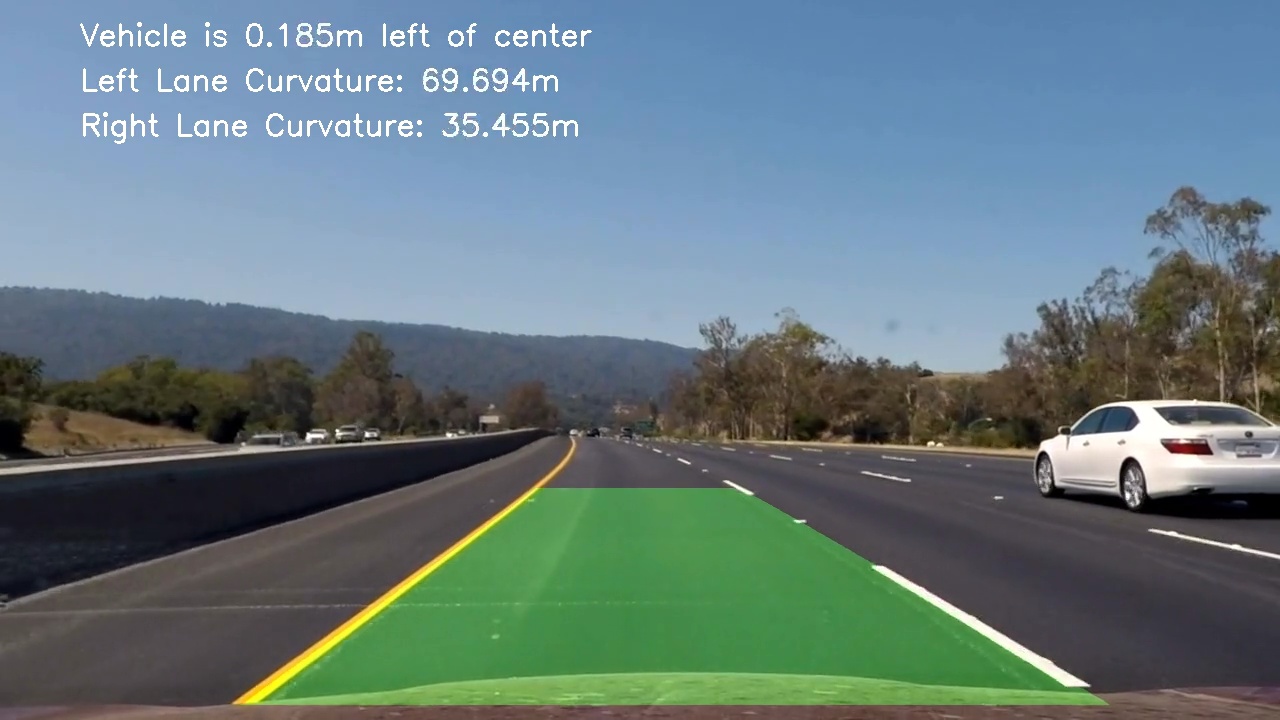 Vehicle is 0.185m left of center
Left Lane Curvature: 69.694m
Right Lane Curvature: 35.455m